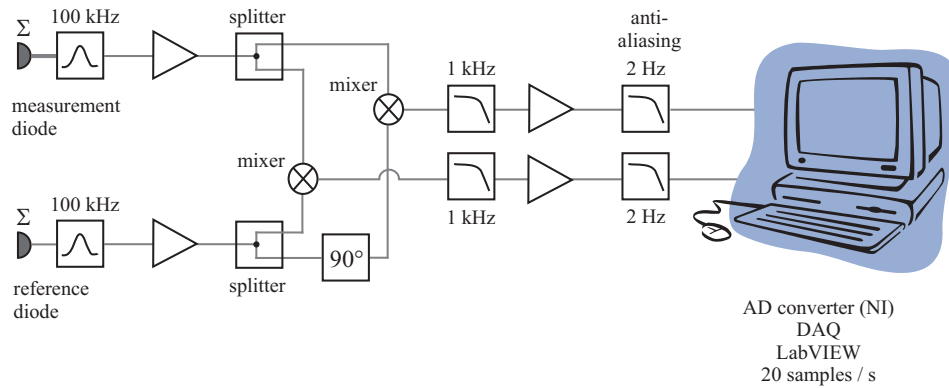 Σ
100 kHz
splitter
measurement
diode
mixer
1 kHz
anti-
aliasing
2 Hz
mixer
Σ
100 kHz
splitter
90°
1 kHz
2 Hz
reference
diode
AD converter (NI)
DAQ
LabVIEW
20 samples / s